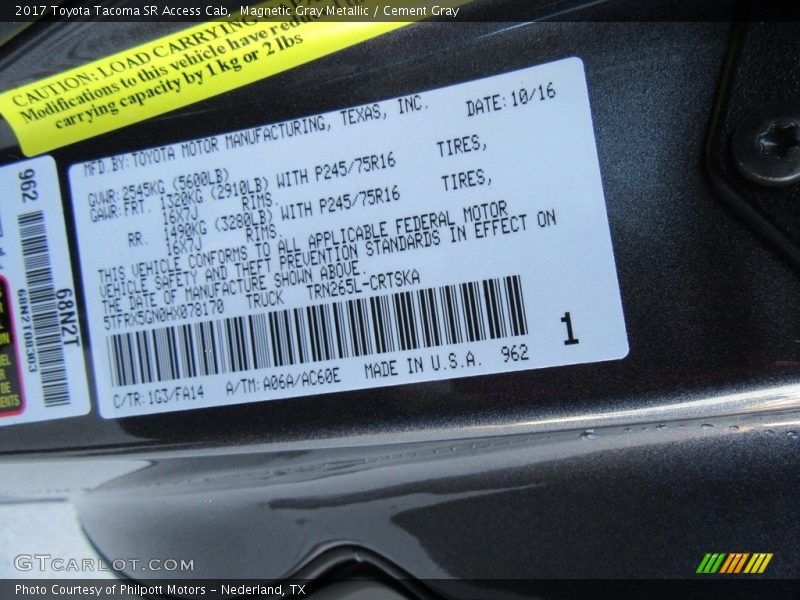 2017 Toyota Tacoma SR Access Cab, Magnetic Gray Metallic / Cement Gray
CAUTION: LOAD CARRYING
Modifications to this vehicle have
carrying capacity by 1 kg or 2 lbs
MFD.BY: TOYOTA MOTOR MANUFACTURING, TEXAS, INC. DATE: 10/16
GVWR: 2545KG (5600LB)
GAWR: FRT. 1320KG (2910LB) WITH P245/75R16 TIRES,
16X7J RIMS.
RR. 1490KG (3280LB) WITH P245/75R16 TIRES,
16X7J RIMS.
THIS VEHICLE CONFORMS TO ALL APPLICABLE FEDERAL MOTOR
VEHICLE SAFETY AND THEFT PREVENTION STANDARDS IN EFFECT ON
THE DATE OF MANUFACTURE SHOWN ABOVE.
5TFRX5GN0HX078170 TRUCK TRN265L-CRTSKA
C/TR: 1G3/FA14 A/TM: A06A/AC60E MADE IN U.S.A. 962
1
962
68N2T
68N2T08303
GTCARLOT.COM
Photo Courtesy of Philpott Motors - Nederland, TX